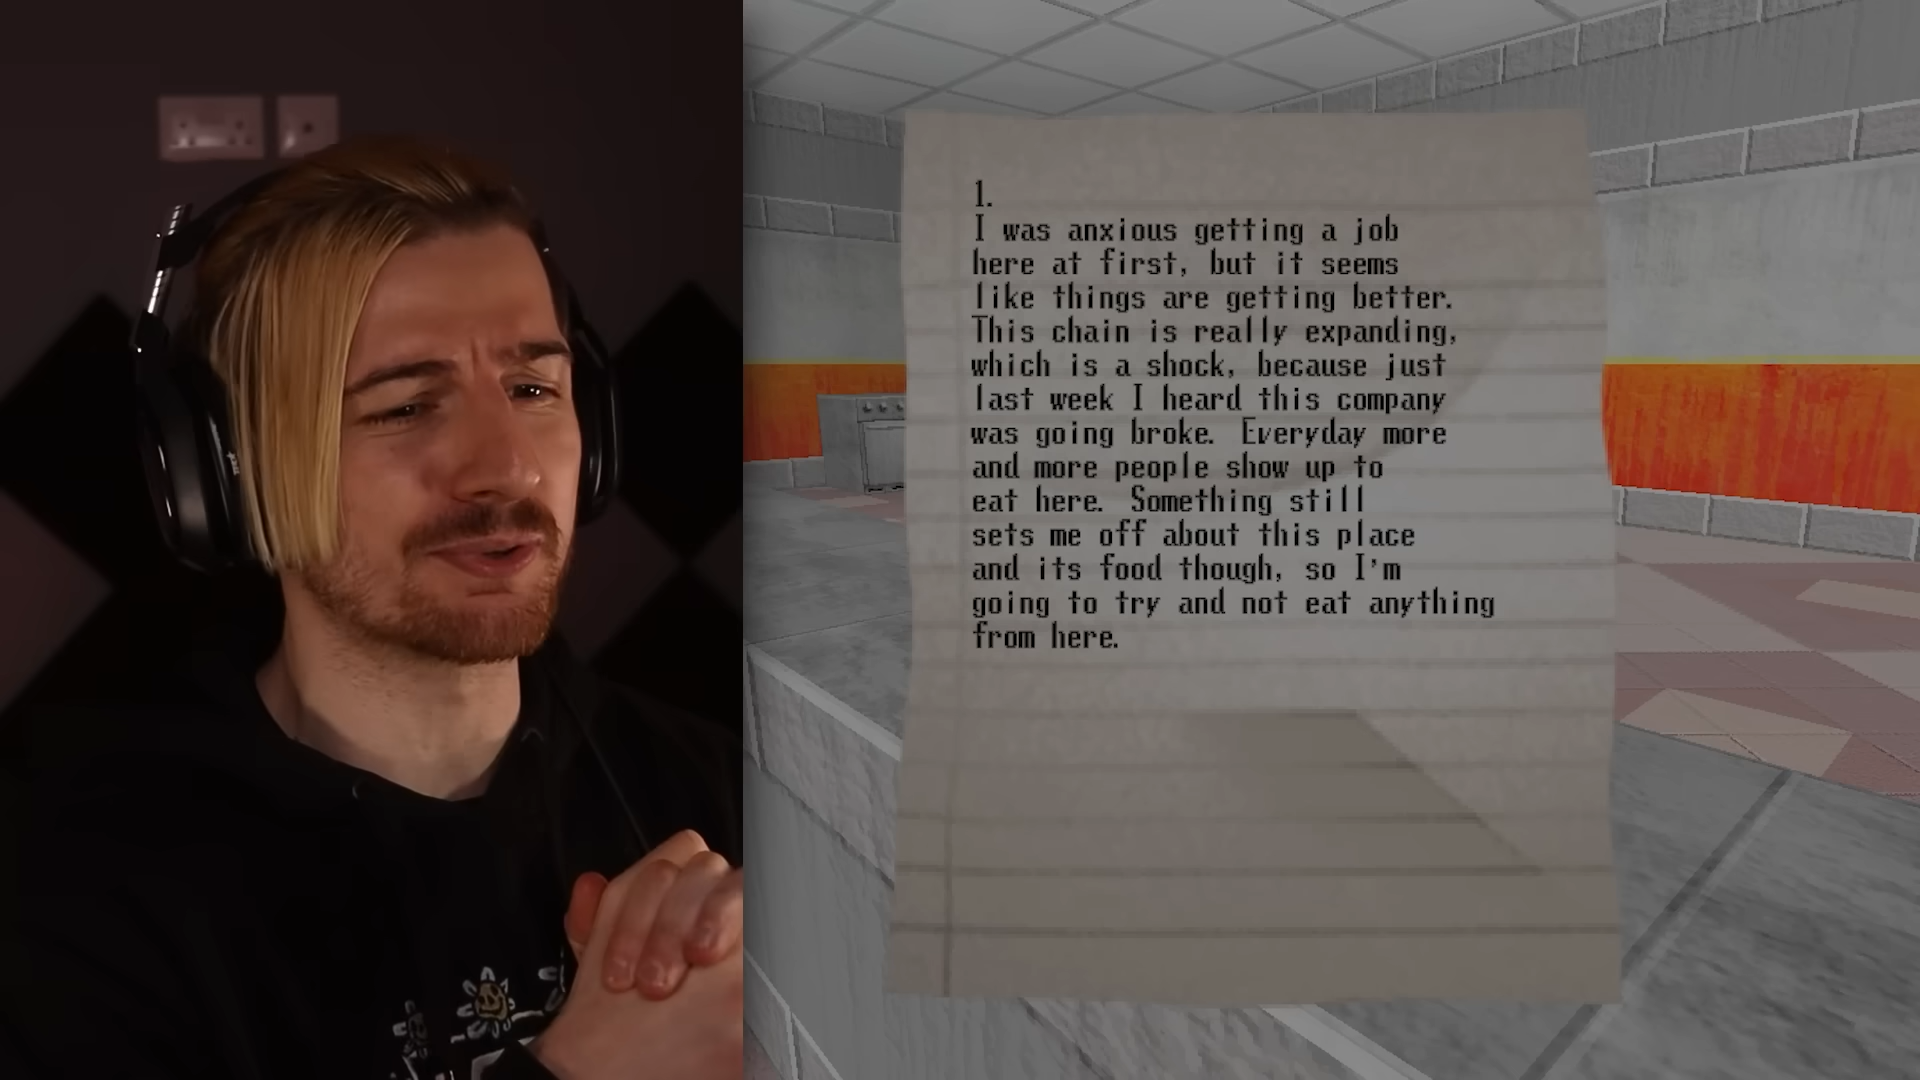 1.
I was anxious getting a job
here at first, but it seems
like things are getting better.
This chain is really expanding,
which is a shock, because just
last week I heard this company
was going broke.  Everyday more
and more people show up to
eat here.  Something still
sets me off about this place
and its food though, so I'm
going to try and not eat anything
from here.